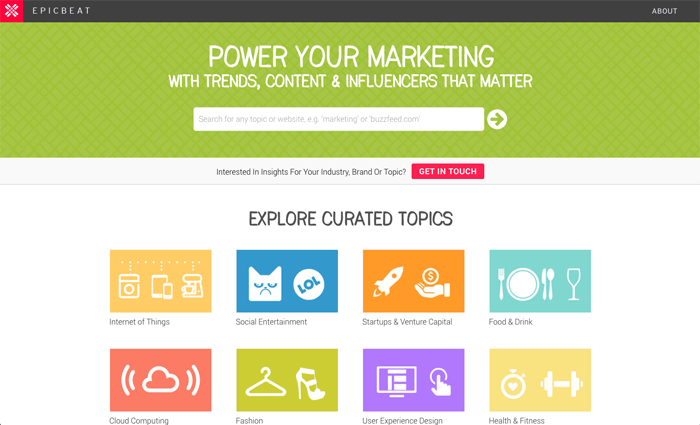 EPICBEAT
ABOUT
POWER YOUR MARKETING
WITH TRENDS, CONTENT & INFLUENCERS THAT MATTER
Search for any topic or website, e.g. 'marketing' or 'buzzfeed.com'
Interested In Insights For Your Industry, Brand Or Topic? GET IN TOUCH
EXPLORE CURATED TOPICS
LOL
$
Internet of Things
Social Entertainment
Startups & Venture Capital
Food & Drink
Cloud Computing
Fashion
User Experience Design
Health & Fitness